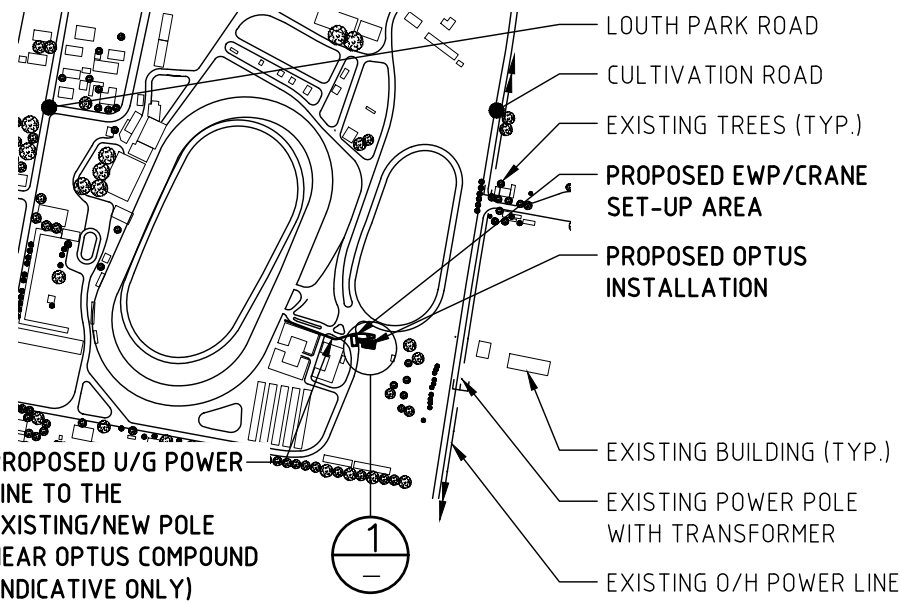 LOUTH PARK ROAD
CULTIVATION ROAD
EXISTING TREES (TYP.)
PROPOSED EWP/CRANE
SET-UP AREA
PROPOSED OPTUS
INSTALLATION
EXISTING BUILDING (TYP.)
EXISTING POWER POLE
WITH TRANSFORMER
EXISTING O/H POWER LINE
ROPOSED U/G POWER
INE TO THE
XISTING/NEW POLE
EAR OPTUS COMPOUND
NDICATIVE ONLY)
1
–